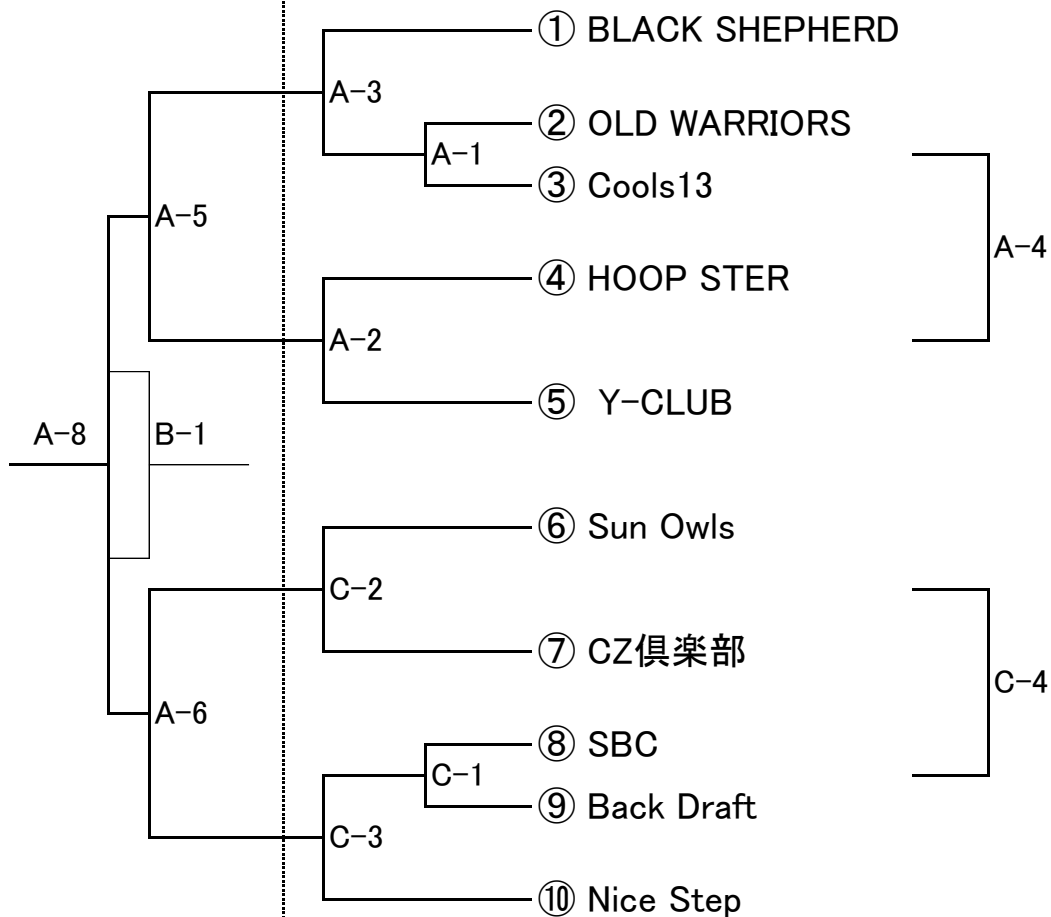 ① BLACK SHEPHERD
A-3
② OLD WARRIORS
A-1
③ Cools13
A-5
A-4
④ HOOP STER
A-2
⑤ Y-CLUB
A-8
B-1
⑥ Sun Owls
C-2
⑦ CZ倶楽部
C-4
A-6
⑧ SBC
C-1
⑨ Back Draft
C-3
⑩ Nice Step